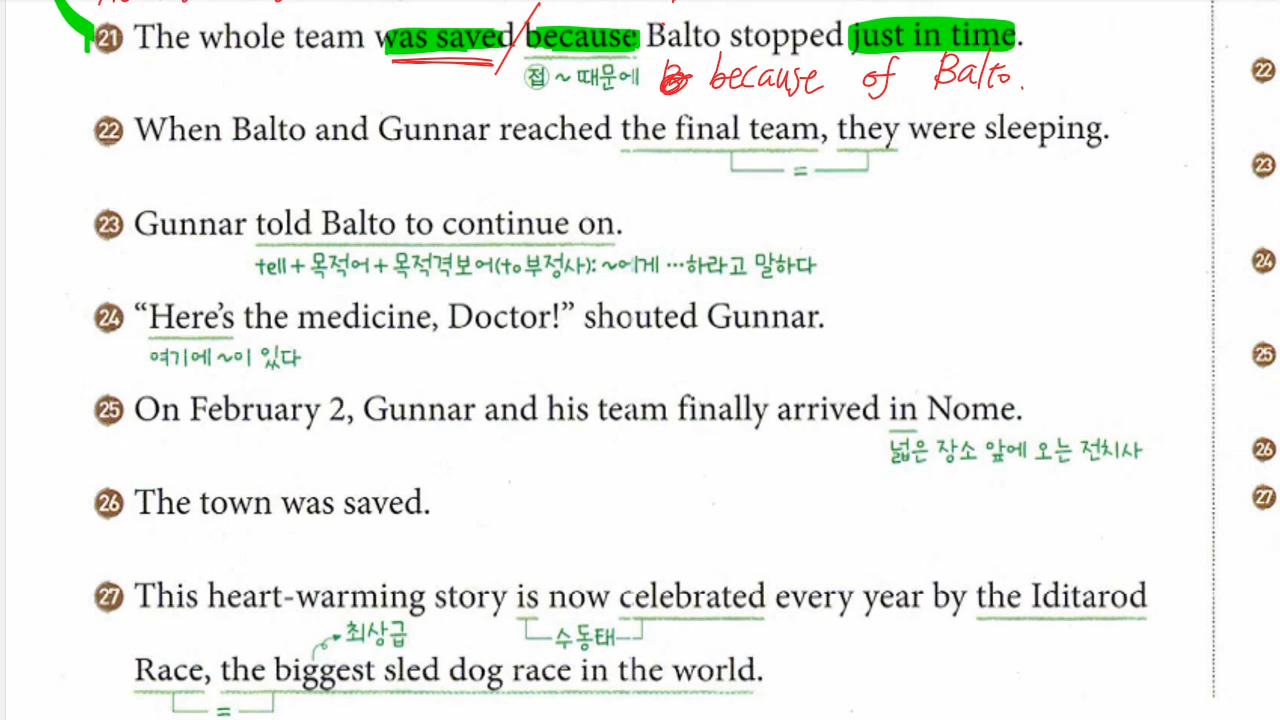 21 The whole team was saved / because Balto stopped just in time. 22
접 ~ 때문에 because of Balto.
22 When Balto and Gunnar reached the final team, they were sleeping.
= 23
23 Gunnar told Balto to continue on.
tell + 목적어 + 목적격보어(to부정사): ~에게 …하라고 말하다 24
24 “Here’s the medicine, Doctor!” shouted Gunnar.
여기에 ~이 있다 25
25 On February 2, Gunnar and his team finally arrived in Nome.
넓은 장소 앞에 오는 전치사 26
26 The town was saved. 27
27 This heart-warming story is now celebrated every year by the Iditarod
최상급 수동태
Race, the biggest sled dog race in the world.
=